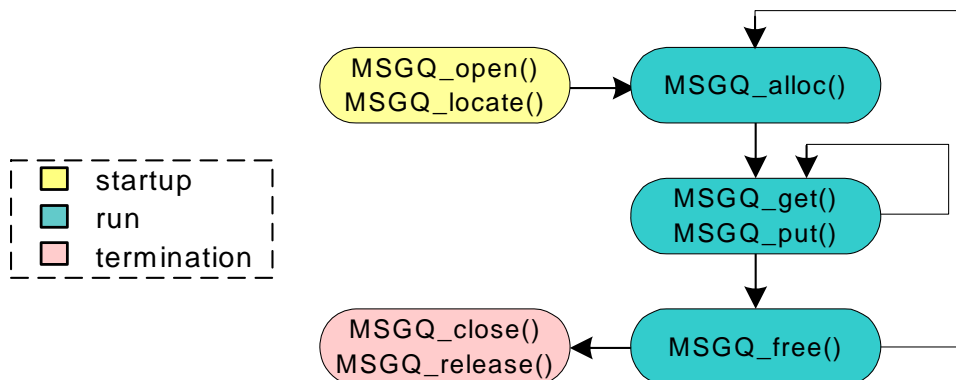 MSGQ_open()
MSGQ_locate()
MSGQ_alloc()
startup
run
termination
MSGQ_get()
MSGQ_put()
MSGQ_close()
MSGQ_release()
MSGQ_free()